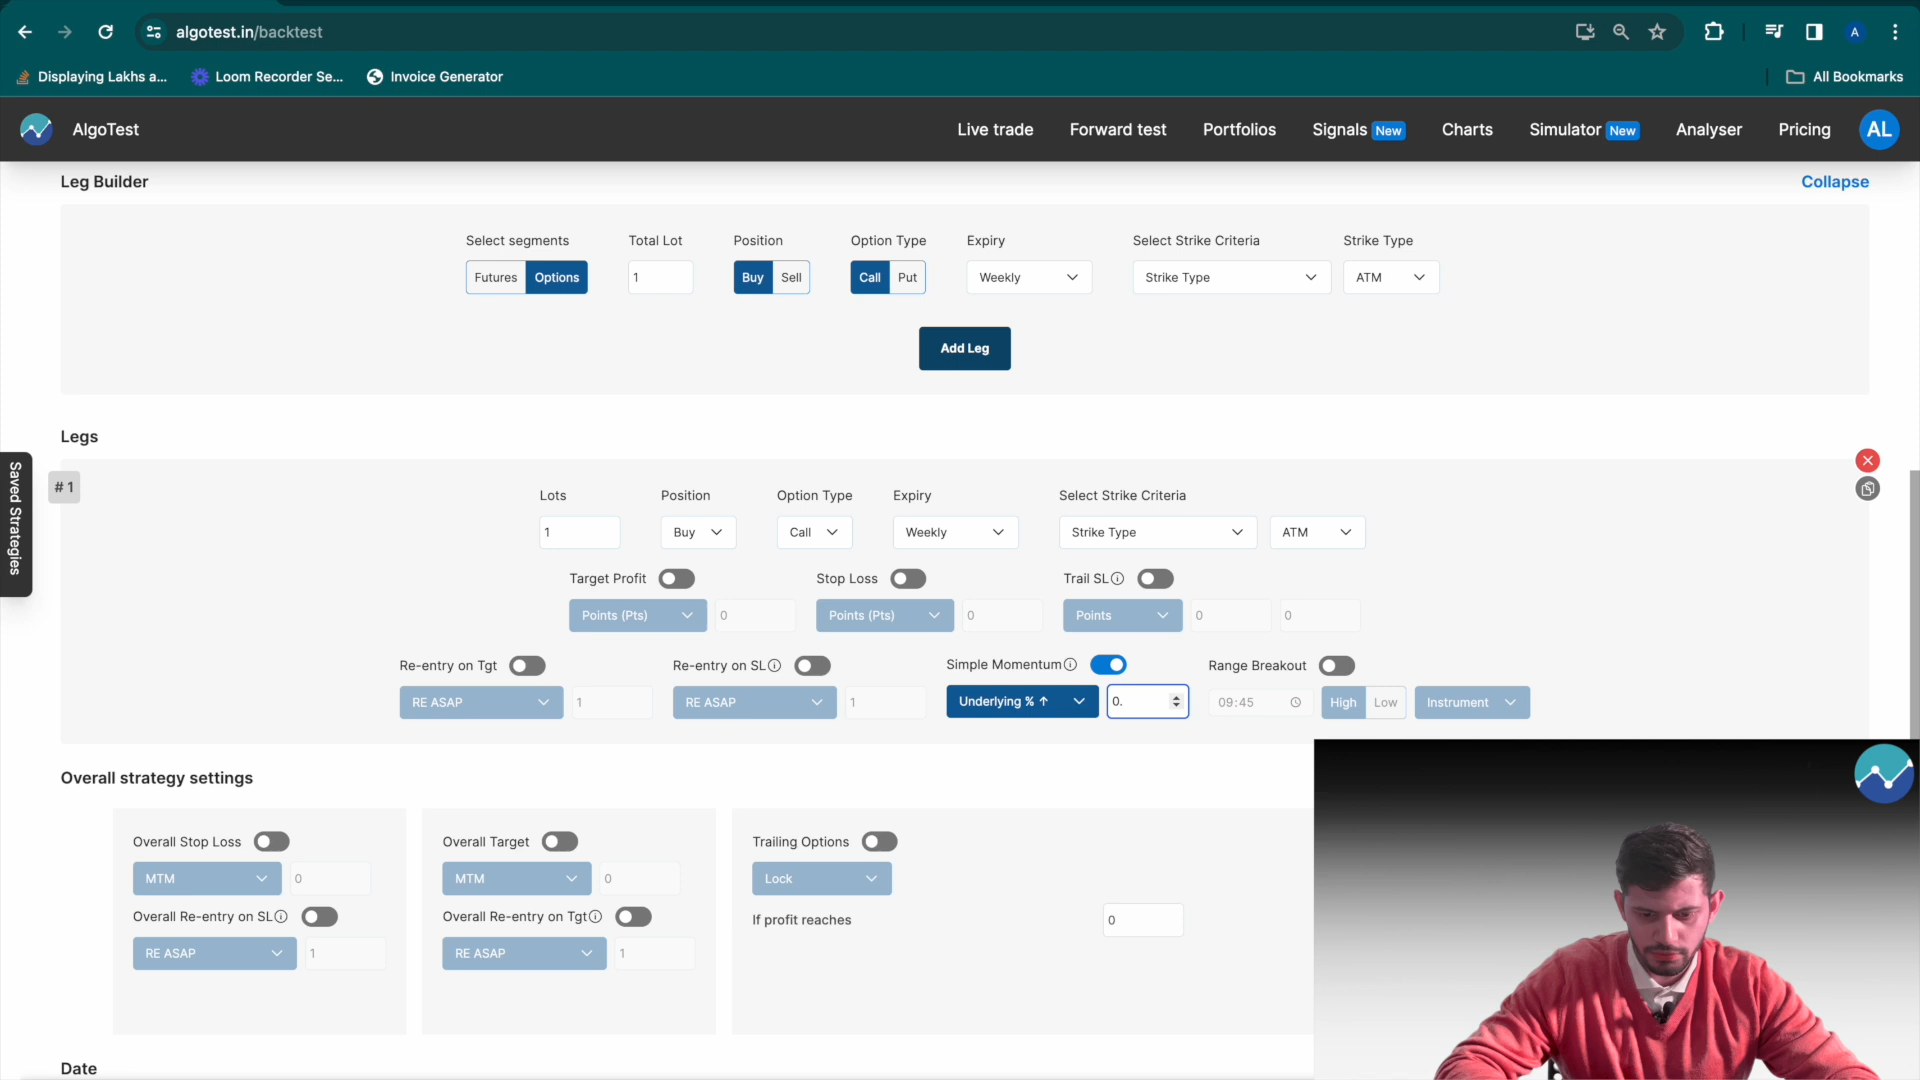 algotest.in/backtest
A
Displaying Lakhs a...
Loom Recorder Se...
Invoice Generator
All Bookmarks
AlgoTest
Live trade
Forward test
Portfolios
Signals New
Charts
Simulator New
Analyser
Pricing
AL
Leg Builder
Collapse
Select segments
Total Lot
Position
Option Type
Expiry
Select Strike Criteria
Strike Type
Futures
Options
1
Buy
Sell
Call
Put
Weekly
Strike Type
ATM
Add Leg
Legs
Saved Strategies
# 1
Lots
Position
Option Type
Expiry
Select Strike Criteria
1
Buy
Call
Weekly
Strike Type
ATM
Target Profit
Stop Loss
Trail SL
Points (Pts)
0
Points (Pts)
0
Points
0
0
Re-entry on Tgt
Re-entry on SL
Simple Momentum
Range Breakout
RE ASAP
1
RE ASAP
1
Underlying % ↑
0.
09:45
High
Low
Instrument
Overall strategy settings
Overall Stop Loss
Overall Target
Trailing Options
MTM
0
MTM
0
Lock
Overall Re-entry on SL
Overall Re-entry on Tgt
If profit reaches
0
RE ASAP
1
RE ASAP
1
Date